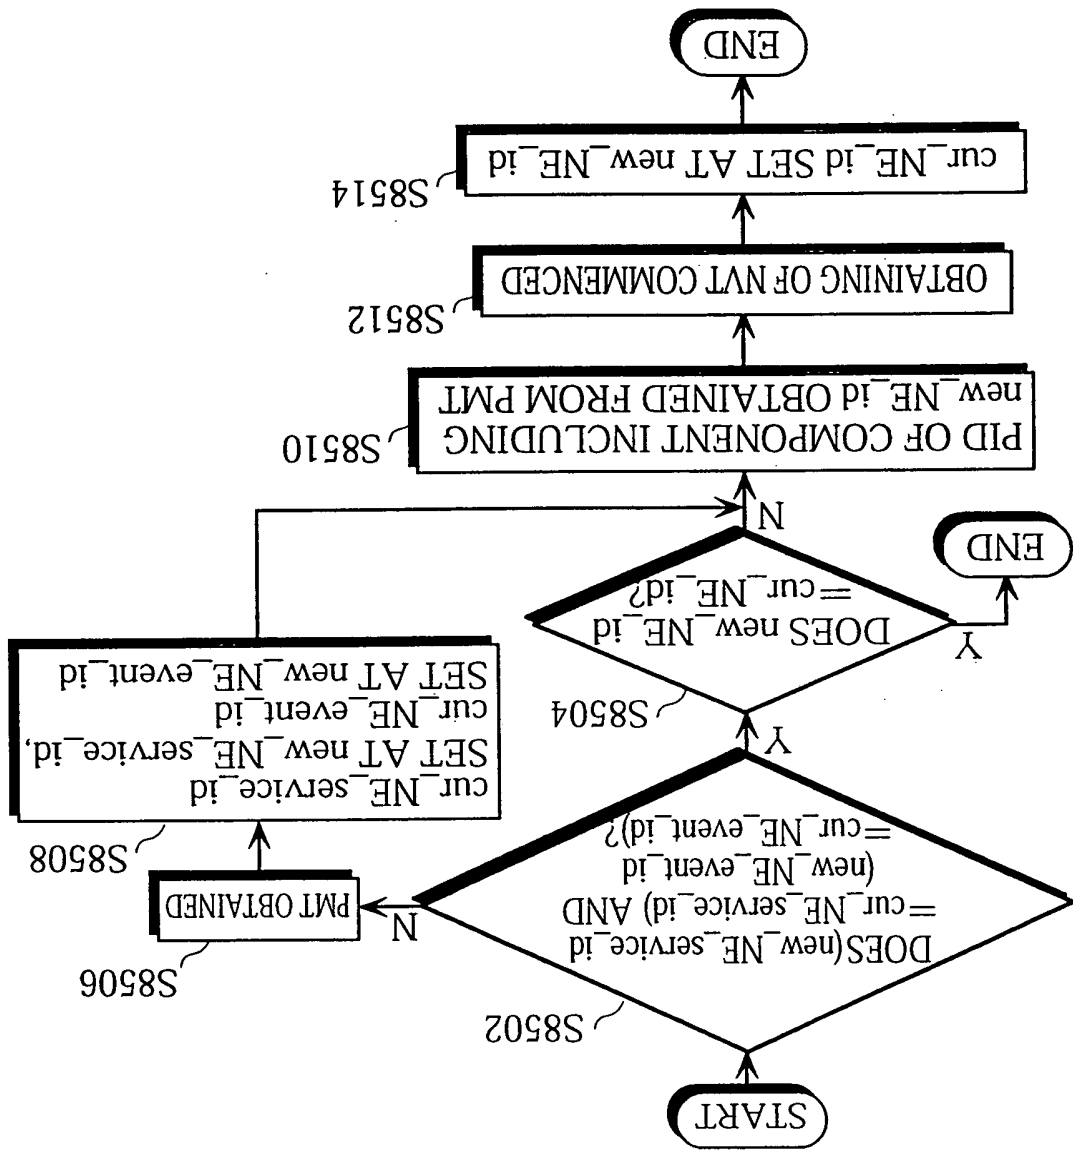 START
S8502
DOES(new_NE_service_id
=cur_NE_service_id) AND
(new_NE_event_id
=cur_NE_event_id)?
N
Y
S8506
PMT OBTAINED
S8508
cur_NE_service_id
SET AT new_NE_service_id,
cur_NE_event_id
SET AT new_NE_event_id
S8504
DOES new_NE_id
=cur_NE_id?
Y
END
N
S8510
PID OF COMPONENT INCLUDING
new_NE_id OBTAINED FROM PMT
S8512
OBTAINING OF NVT COMMENCED
S8514
cur_NE_id SET AT new_NE_id
END